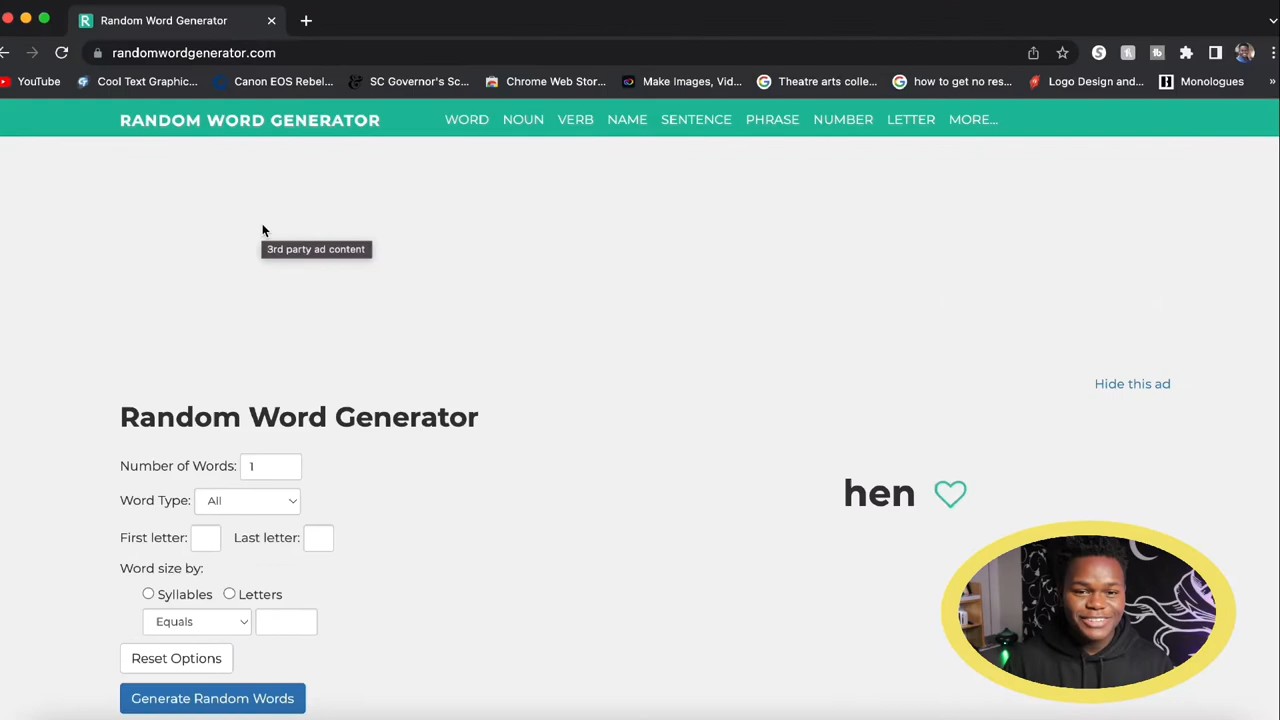 Random Word Generator
randomwordgenerator.com
YouTube Cool Text Graphic... Canon EOS Rebel... SC Governor's Sc... Chrome Web Stor... Make Images, Vid... Theatre arts colle... how to get no res... Logo Design and... Monologues »
RANDOM WORD GENERATOR WORD NOUN VERB NAME SENTENCE PHRASE NUMBER LETTER MORE...
3rd party ad content
Hide this ad
Random Word Generator
Number of Words: 1
hen
Word Type: All
First letter: Last letter:
Word size by:
Syllables Letters
Equals
Reset Options
Generate Random Words